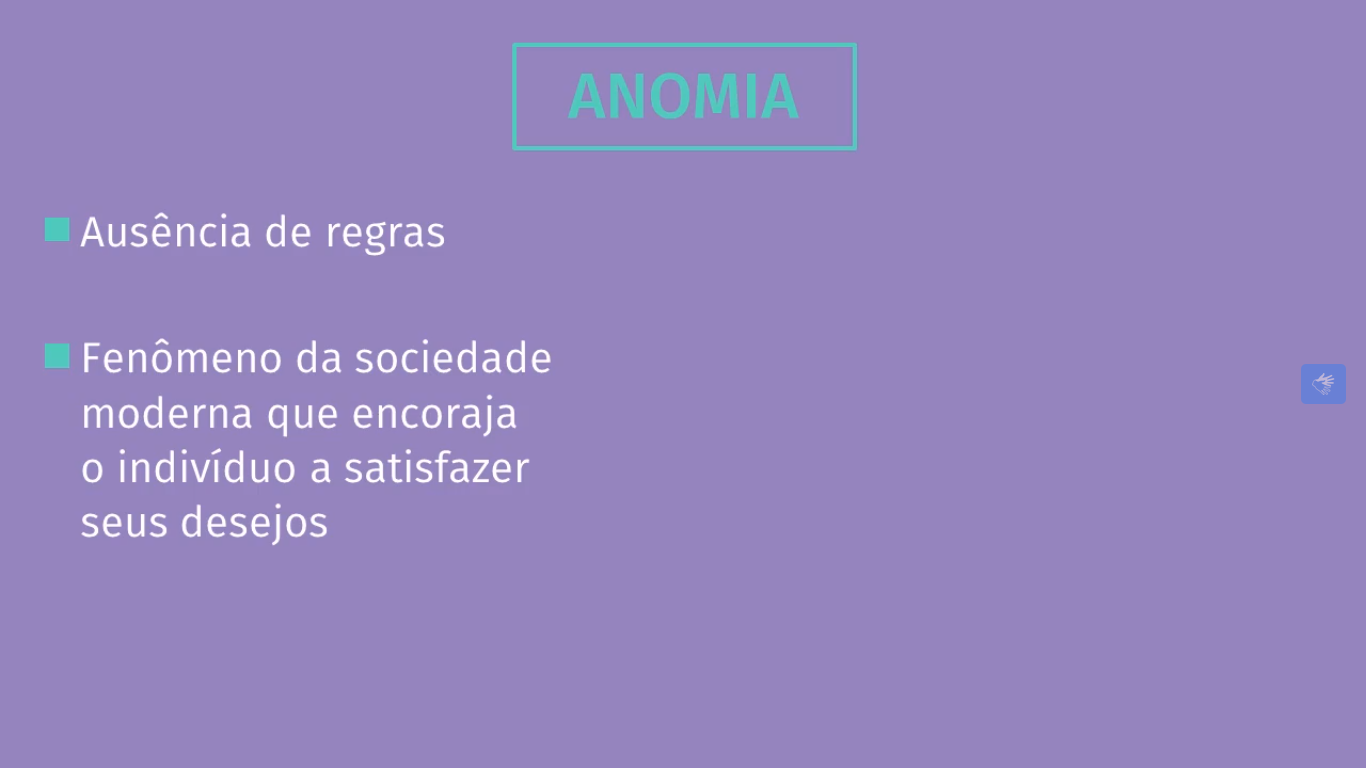 ANOMIA
Ausência de regras
Fenômeno da sociedade
moderna que encoraja
o indivíduo a satisfazer
seus desejos